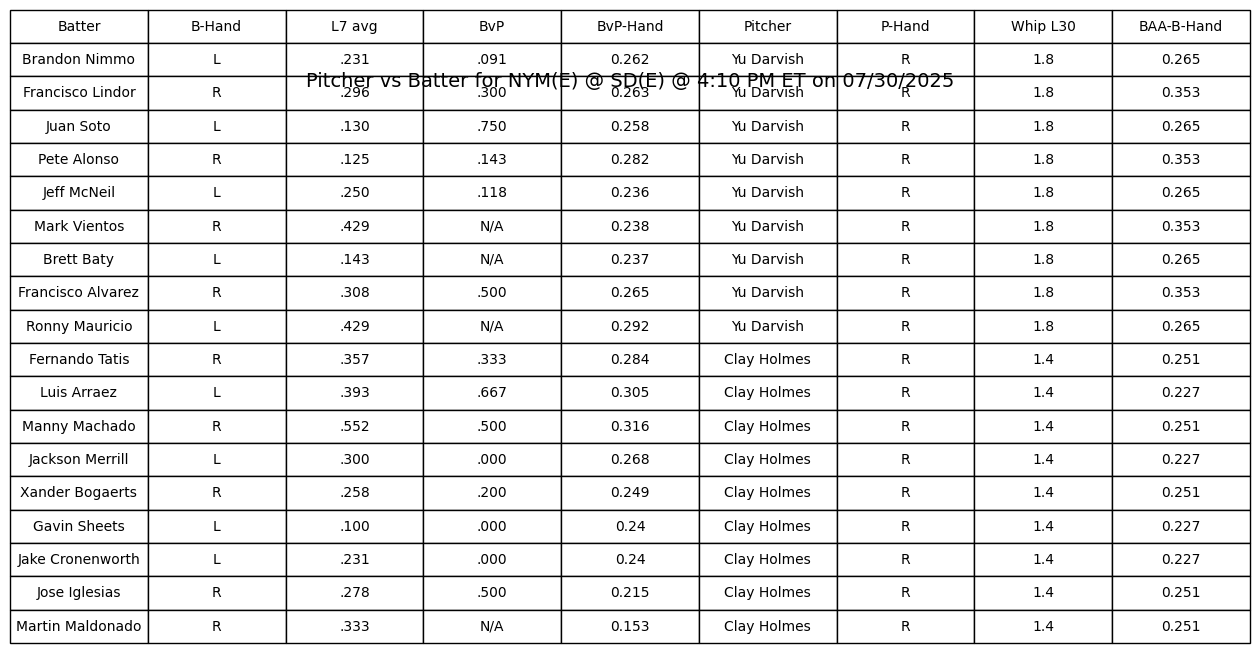 Batter B-Hand L7 avg BvP BvP-Hand Pitcher P-Hand Whip L30 BAA-B-Hand
Brandon Nimmo L .231 .091 0.262 Yu Darvish R 1.8 0.265
Pitcher vs Batter for NYM(E) @ SD(E) @ 4:10 PM ET on 07/30/2025
Francisco Lindor R .296 .300 0.263 Yu Darvish R 1.8 0.353
Juan Soto L .130 .750 0.258 Yu Darvish R 1.8 0.265
Pete Alonso R .125 .143 0.282 Yu Darvish R 1.8 0.353
Jeff McNeil L .250 .118 0.236 Yu Darvish R 1.8 0.265
Mark Vientos R .429 N/A 0.238 Yu Darvish R 1.8 0.353
Brett Baty L .143 N/A 0.237 Yu Darvish R 1.8 0.265
Francisco Alvarez R .308 .500 0.265 Yu Darvish R 1.8 0.353
Ronny Mauricio L .429 N/A 0.292 Yu Darvish R 1.8 0.265
Fernando Tatis R .357 .333 0.284 Clay Holmes R 1.4 0.251
Luis Arraez L .393 .667 0.305 Clay Holmes R 1.4 0.227
Manny Machado R .552 .500 0.316 Clay Holmes R 1.4 0.251
Jackson Merrill L .300 .000 0.268 Clay Holmes R 1.4 0.227
Xander Bogaerts R .258 .200 0.249 Clay Holmes R 1.4 0.251
Gavin Sheets L .100 .000 0.24 Clay Holmes R 1.4 0.227
Jake Cronenworth L .231 .000 0.24 Clay Holmes R 1.4 0.227
Jose Iglesias R .278 .500 0.215 Clay Holmes R 1.4 0.251
Martin Maldonado R .333 N/A 0.153 Clay Holmes R 1.4 0.251